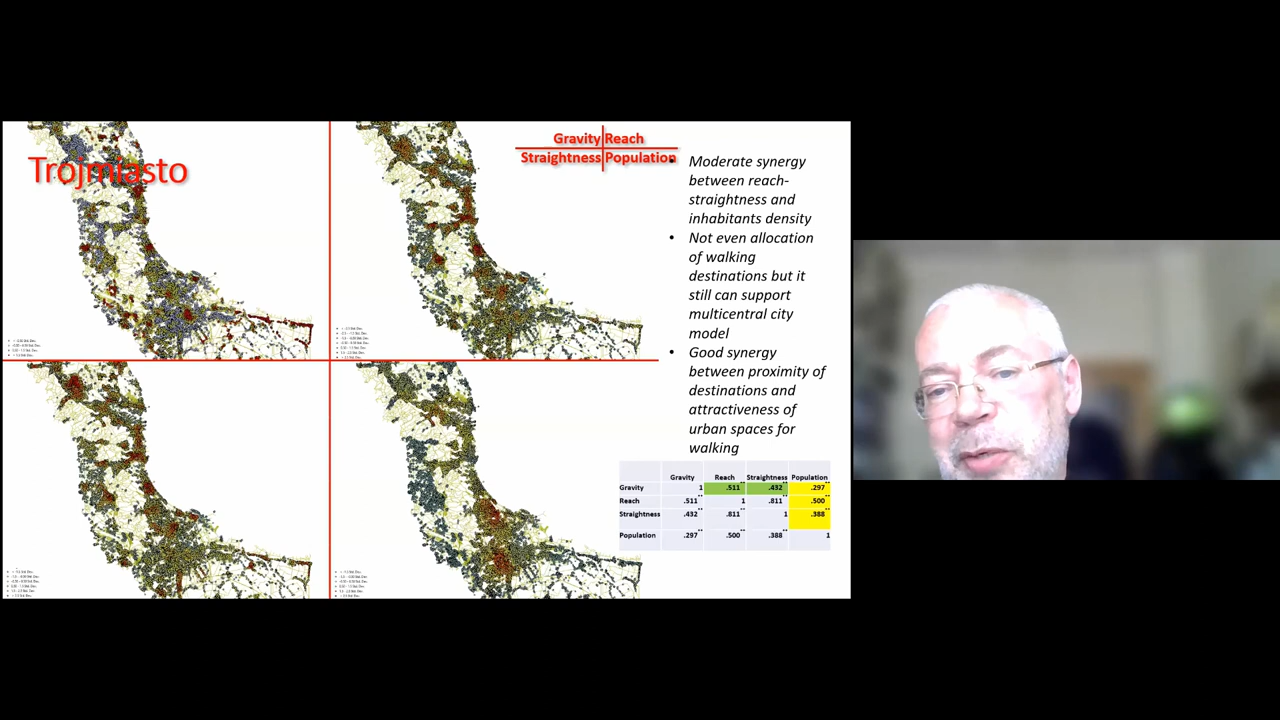 Trojmiasto
Gravity Reach
Straightness Population
• Moderate synergy
between reach-
straightness and
inhabitants density
• Not even allocation
of walking
destinations but it
still can support
multicentral city
model
• Good synergy
between proximity of
destinations and
attractiveness of
urban spaces for
walking
Gravity Reach Straightness Population
Gravity 1 .511** .432** .297**
Reach .511** 1 .811** .500**
Straightness .432** .811** 1 .388**
Population .297** .500** .388** 1